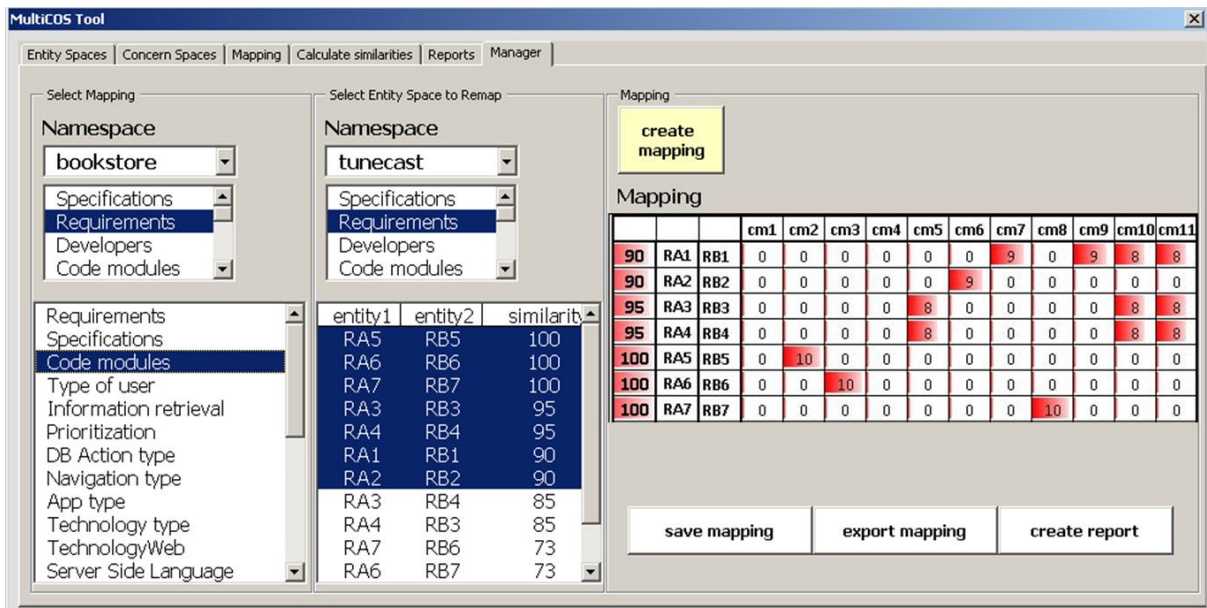 MultiCOS Tool
Entity Spaces Concern Spaces Mapping Calculate similarities Reports Manager
Select Mapping
Namespace
bookstore
Specifications
Requirements
Developers
Code modules
Requirements
Specifications
Code modules
Type of user
Information retrieval
Prioritization
DB Action type
Navigation type
App type
Technology type
TechnologyWeb
Server Side Language
Select Entity Space to Remap
Namespace
tunecast
Specifications
Requirements
Developers
Code modules
entity1 entity2 similarity
RA5 RB5 100
RA6 RB6 100
RA7 RB7 100
RA3 RB3 95
RA4 RB4 95
RA1 RB1 90
RA2 RB2 90
RA3 RB4 85
RA4 RB3 85
RA7 RB6 73
RA6 RB7 73
Mapping
create
mapping
Mapping
cm1 cm2 cm3 cm4 cm5 cm6 cm7 cm8 cm9 cm10 cm11
90 RA1 RB1 0 0 0 0 0 0 9 0 9 8 8
90 RA2 RB2 0 0 0 0 0 9 0 0 0 0 0
95 RA3 RB3 0 0 0 0 8 0 0 0 0 8 8
95 RA4 RB4 0 0 0 0 8 0 0 0 0 8 8
100 RA5 RB5 0 10 0 0 0 0 0 0 0 0 0
100 RA6 RB6 0 0 10 0 0 0 0 0 0 0 0
100 RA7 RB7 0 0 0 0 0 0 0 10 0 0 0
save mapping export mapping create report